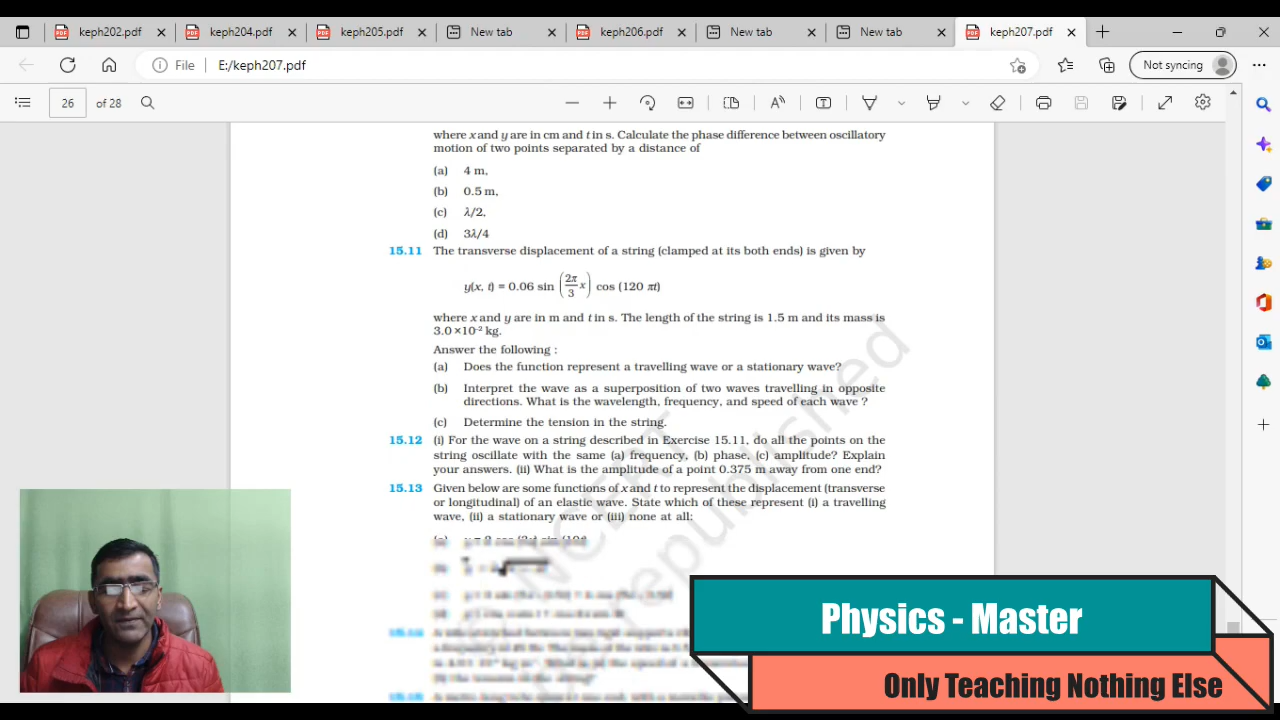 keph202.pdf
keph204.pdf
keph205.pdf
New tab
keph206.pdf
New tab
New tab
keph207.pdf
File E:/keph207.pdf
Not syncing
26 of 28
where x and y are in cm and t in s. Calculate the phase difference between oscillatory
motion of two points separated by a distance of
(a) 4 m,
(b) 0.5 m,
(c) λ/2,
(d) 3λ/4
15.11 The transverse displacement of a string (clamped at its both ends) is given by
y(x, t) = 0.06 sin (2π/3 x) cos (120 πt)
where x and y are in m and t in s. The length of the string is 1.5 m and its mass is
3.0 ×10⁻² kg.
Answer the following :
(a) Does the function represent a travelling wave or a stationary wave?
(b) Interpret the wave as a superposition of two waves travelling in opposite
directions. What is the wavelength, frequency, and speed of each wave ?
(c) Determine the tension in the string.
15.12 (i) For the wave on a string described in Exercise 15.11, do all the points on the
string oscillate with the same (a) frequency, (b) phase, (c) amplitude? Explain
your answers. (ii) What is the amplitude of a point 0.375 m away from one end?
15.13 Given below are some functions of x and t to represent the displacement (transverse
or longitudinal) of an elastic wave. State which of these represent (i) a travelling
wave, (ii) a stationary wave or (iii) none at all:
NCERT
republished
Physics - Master
Only Teaching Nothing Else